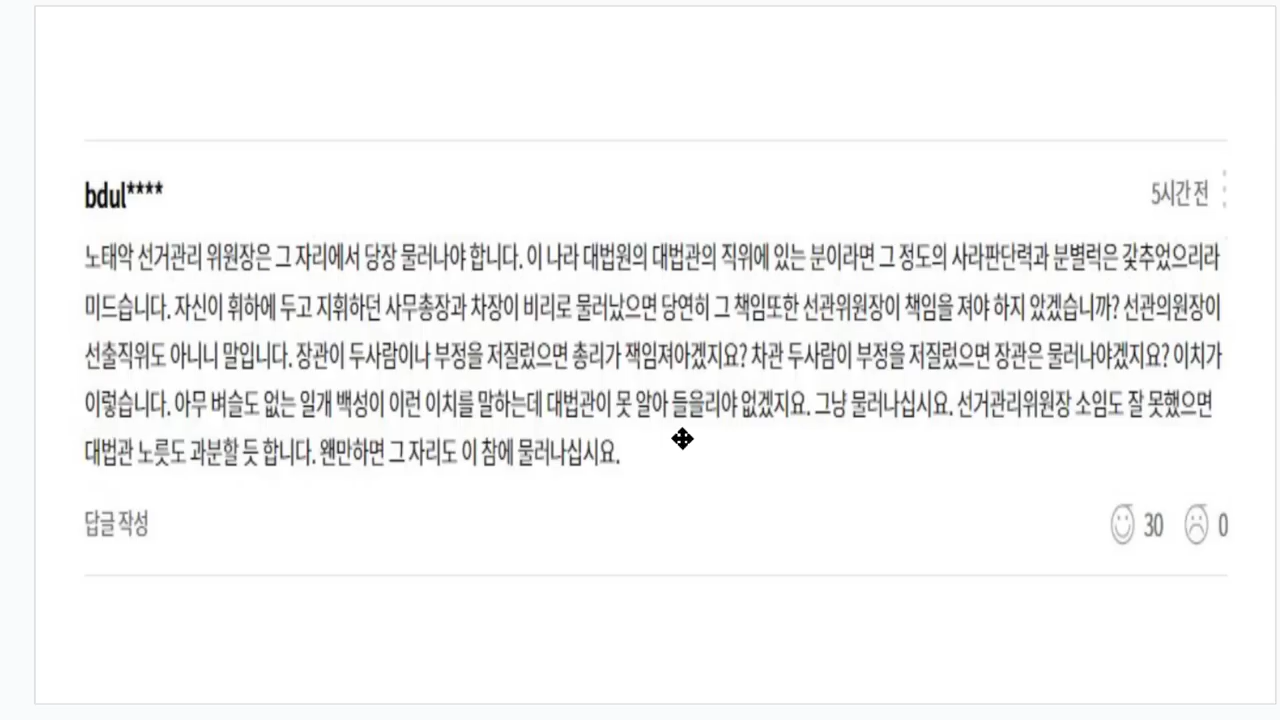 bdul****
5시간 전
노태악 선거관리 위원장은 그 자리에서 당장 물러나야 합니다. 이 나라 대법원의 대법관의 직위에 있는 분이라면 그 정도의 사라판단력과 분별럭은 갖추었으리라
미드습니다. 자신이 휘하에 두고 지휘하던 사무총장과 차장이 비리로 물러났으면 당연히 그 책임또한 선관위원장이 책임을 져야 하지 않겠습니까? 선관의원장이
선출직위도 아니니 말입니다. 장관이 두사람이나 부정을 저질렀으면 총리가 잭임져야겠지요? 차관 두사람이 부정을 저질렀으면 장관은 물러나야겠지요? 이치가
이렇습니다. 아무 벼슬도 없는 일개 백성이 이런 이치를 말하는데 대법관이 못 알아 들을리야 없겠지요. 그냥 물러나십시요. 선거관리위원장 소임도 잘 못했으면
대법관 노릇도 과분할 듯 합니다. 왠만하면 그 자리도 이 참에 물러나십시요.
답글 작성
30 0